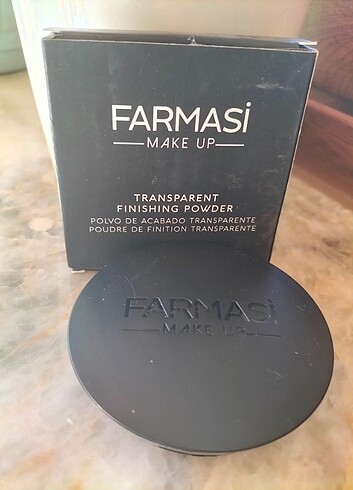 FARMASi
MAKE UP
TRANSPARENT
FINISHING POWDER
POLVO DE ACABADO TRANSPARENTE
POUDRE DE FINITION TRANSPARENTE
FARMASi
MAKE UP